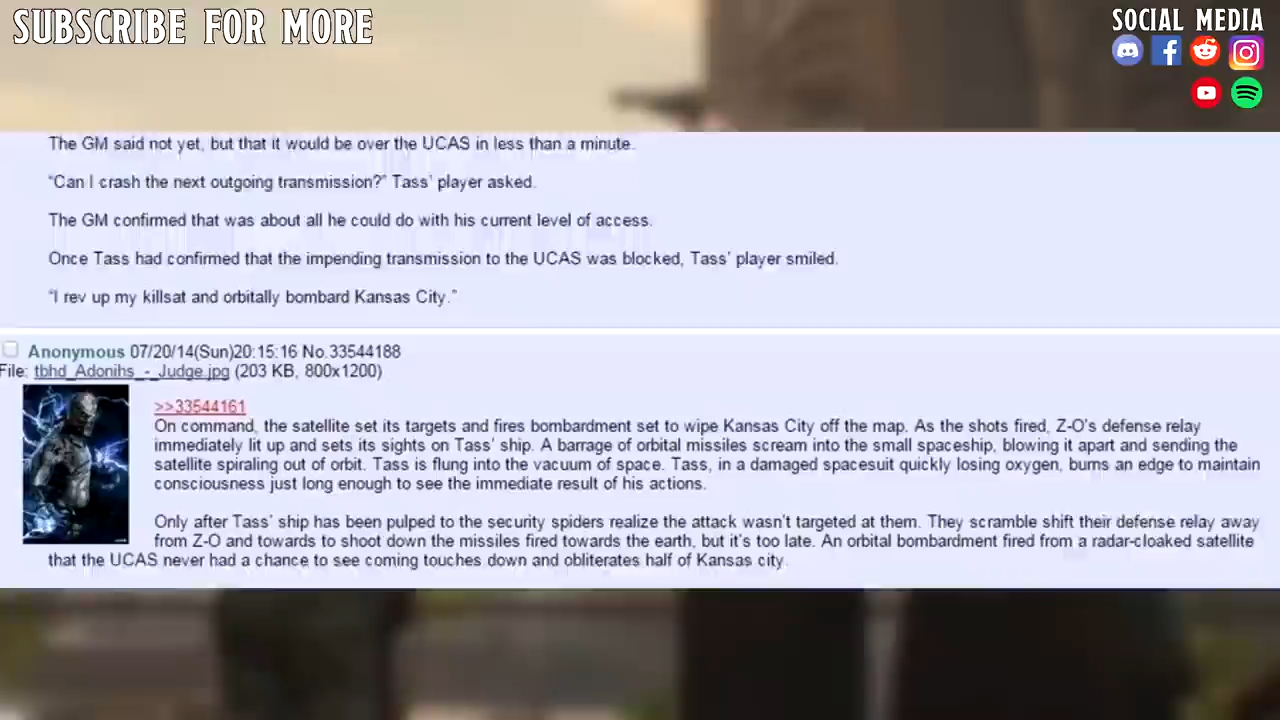 SUBSCRIBE FOR MORE
SOCIAL MEDIA
The GM said not yet, but that it would be over the UCAS in less than a minute.
“Can I crash the next outgoing transmission?” Tass’ player asked.
The GM confirmed that was about all he could do with his current level of access.
Once Tass had confirmed that the impending transmission to the UCAS was blocked, Tass’ player smiled.
“I rev up my killsat and orbitally bombard Kansas City.”
Anonymous 07/20/14(Sun)20:15:16 No.33544188
File: tbhd_Adonihs_-_Judge.jpg (203 KB, 800x1200)
>>33544161
On command, the satellite set its targets and fires bombardment set to wipe Kansas City off the map. As the shots fired, Z-O’s defense relay
immediately lit up and sets its sights on Tass’ ship. A barrage of orbital missiles scream into the small spaceship, blowing it apart and sending the
satellite spiraling out of orbit. Tass is flung into the vacuum of space. Tass, in a damaged spacesuit quickly losing oxygen, burns an edge to maintain
consciousness just long enough to see the immediate result of his actions.
Only after Tass’ ship has been pulped to the security spiders realize the attack wasn’t targeted at them. They scramble shift their defense relay away
from Z-O and towards to shoot down the missiles fired towards the earth, but it’s too late. An orbital bombardment fired from a radar-cloaked satellite
that the UCAS never had a chance to see coming touches down and obliterates half of Kansas city.